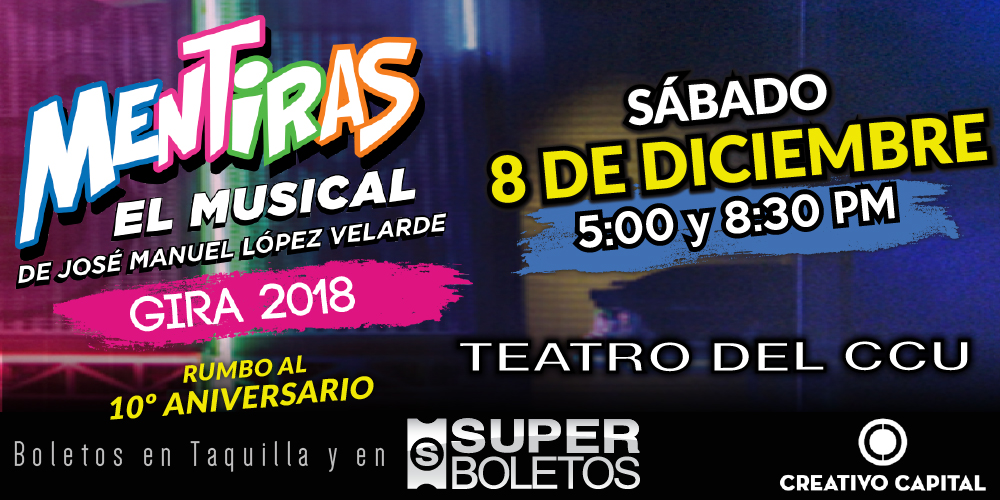 MENTIRAS
EL MUSICAL
DE JOSÉ MANUEL LÓPEZ VELARDE
GIRA 2018
RUMBO AL
10º ANIVERSARIO
SÁBADO
8 DE DICIEMBRE
5:00 y 8:30 PM
TEATRO DEL CCU
Boletos en Taquilla y en
S SUPER
BOLETOS
CREATIVO CAPITAL